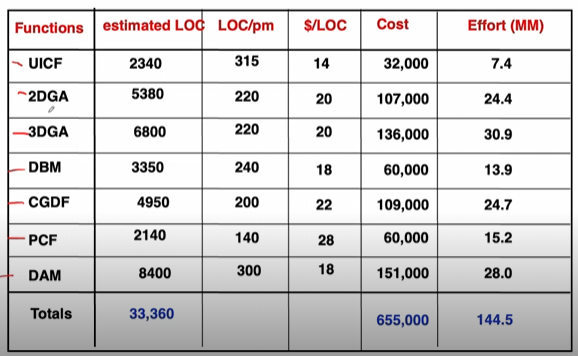 Functions estimated LOC LOC/pm $/LOC Cost Effort (MM)
UICF 2340 315 14 32,000 7.4
2DGA 5380 220 20 107,000 24.4
3DGA 6800 220 20 136,000 30.9
DBM 3350 240 18 60,000 13.9
CGDF 4950 200 22 109,000 24.7
PCF 2140 140 28 60,000 15.2
DAM 8400 300 18 151,000 28.0
Totals 33,360 655,000 144.5